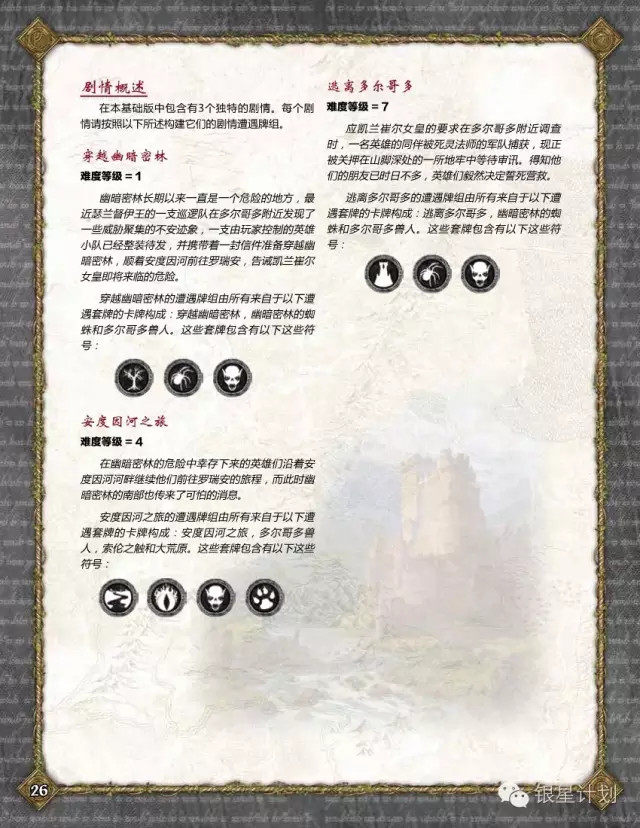 剧情概述
在本基础版中包含有3个独特的剧情。每个剧
情请按照以下所述构建它们的剧情遭遇牌组。
穿越幽暗密林
难度等级 = 1
幽暗密林长期以来一直是一个危险的地方，最
近瑟兰督伊王的一支巡逻队在多尔哥多附近发现了
一些威胁聚集的不安迹象，一支由玩家控制的英雄
小队已经整装待发，并携带着一封信件准备穿越幽
暗密林，顺着安度因河前往罗瑞安，告诫凯兰崔尔
女皇即将来临的危险。
穿越幽暗密林的遭遇牌组由所有来自于以下遭
遇套牌的卡牌构成：穿越幽暗密林，幽暗密林的蜘
蛛和多尔哥多兽人。这些套牌包含有以下这些符
号：
安度因河之旅
难度等级 = 4
在幽暗密林的危险中幸存下来的英雄们沿着安
度因河河畔继续他们前往罗瑞安的旅程，而此时幽
暗密林的南部也传来了可怕的消息。
安度因河之旅的遭遇牌组由所有来自于以下遭
遇套牌的卡牌构成：安度因河之旅，多尔哥多兽
人，索伦之触和大荒原。这些套牌包含有以下这些
符号：
逃离多尔哥多
难度等级 = 7
应凯兰崔尔女皇的要求在多尔哥多附近调查
时，一名英雄的同伴被死灵法师的军队捕获，现正
被关押在山脚深处的一所地牢中等待审讯。得知他
们的朋友已时日不多，英雄们毅然决定誓死营救。
逃离多尔哥多的遭遇牌组由所有来自于以下遭
遇套牌的卡牌构成：逃离多尔哥多，幽暗密林的蜘
蛛和多尔哥多兽人。这些套牌包含有以下这些符
号：
26
银星计划